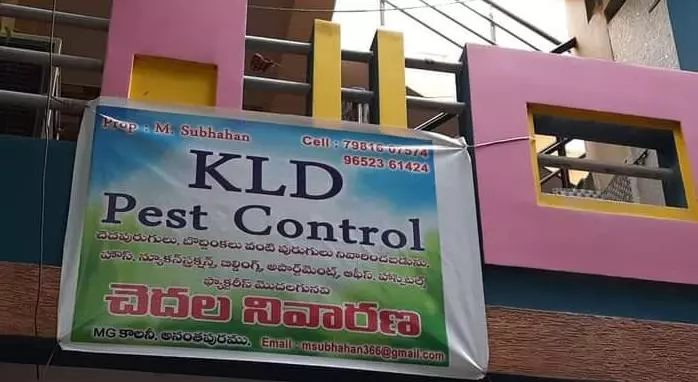 Prop : M. Subhahan
Cell : 79816 07574
96523 61424
KLD
Pest Control
చెదపురుగులు, బొద్దింకలు వంటి పురుగులు నివారించబడును.
హౌస్, న్యూకన్‌స్ట్రక్షన్స్, బిల్డింగ్స్, అపార్ట్‌మెంట్స్, ఆఫీస్, హాస్పిటల్స్
ఫ్యాక్టరీస్ మొదలగునవి
చెదల నివారణ
MG కాలనీ, అనంతపురము. Email - msubhahan366@gmail.com